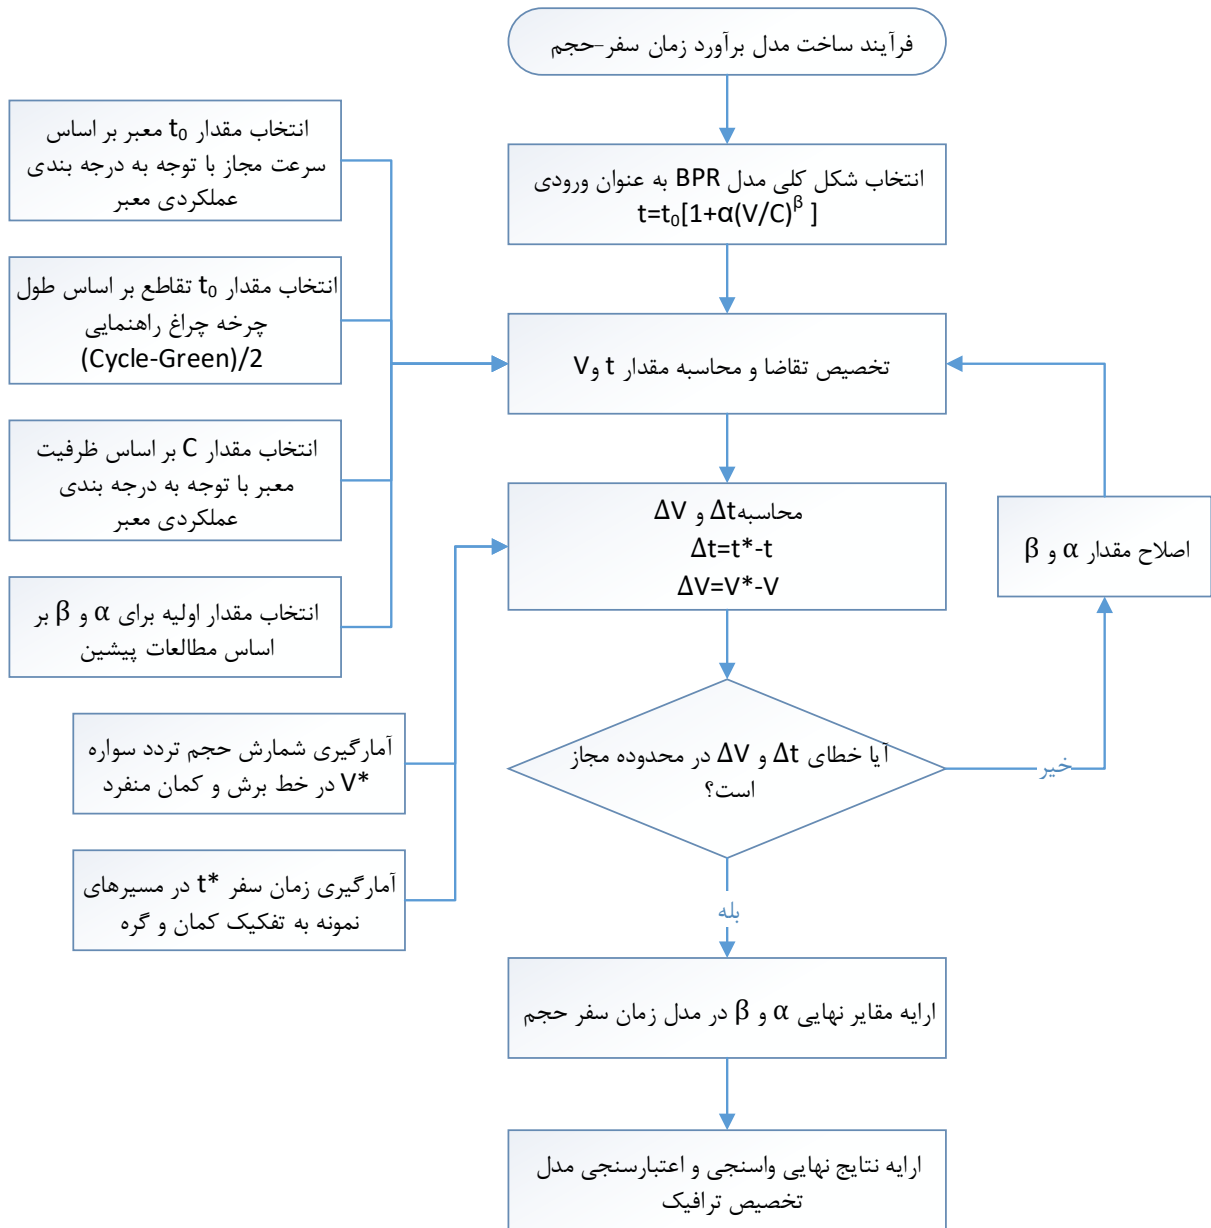 فرآیند ساخت مدل برآورد زمان سفر-حجم
انتخاب شکل کلی مدل BPR به عنوان ورودی
t=t₀[1+α(V/C)^β ]
انتخاب مقدار t₀ معبر بر اساس
سرعت مجاز با توجه به درجه بندی
عملکردی معبر
انتخاب مقدار t₀ تقاطع بر اساس طول
چرخه چراغ راهنمایی
(Cycle-Green)/2
انتخاب مقدار C بر اساس ظرفیت
معبر با توجه به درجه بندی
عملکردی معبر
انتخاب مقدار اولیه برای α و β بر
اساس مطالعات پیشین
تخصیص تقاضا و محاسبه مقدار t وV
محاسبهΔt و ΔV
Δt=t*-t
ΔV=V*-V
اصلاح مقدار α و β
آمارگیری شمارش حجم تردد سواره
V* در خط برش و کمان منفرد
آمارگیری زمان سفر t* در مسیرهای
نمونه به تفکیک کمان و گره
آیا خطای Δt و ΔV در محدوده مجاز
است؟
خیر
بله
ارایه مقایر نهایی α و β در مدل زمان سفر حجم
ارایه نتایج نهایی واسنجی و اعتبارسنجی مدل
تخصیص ترافیک